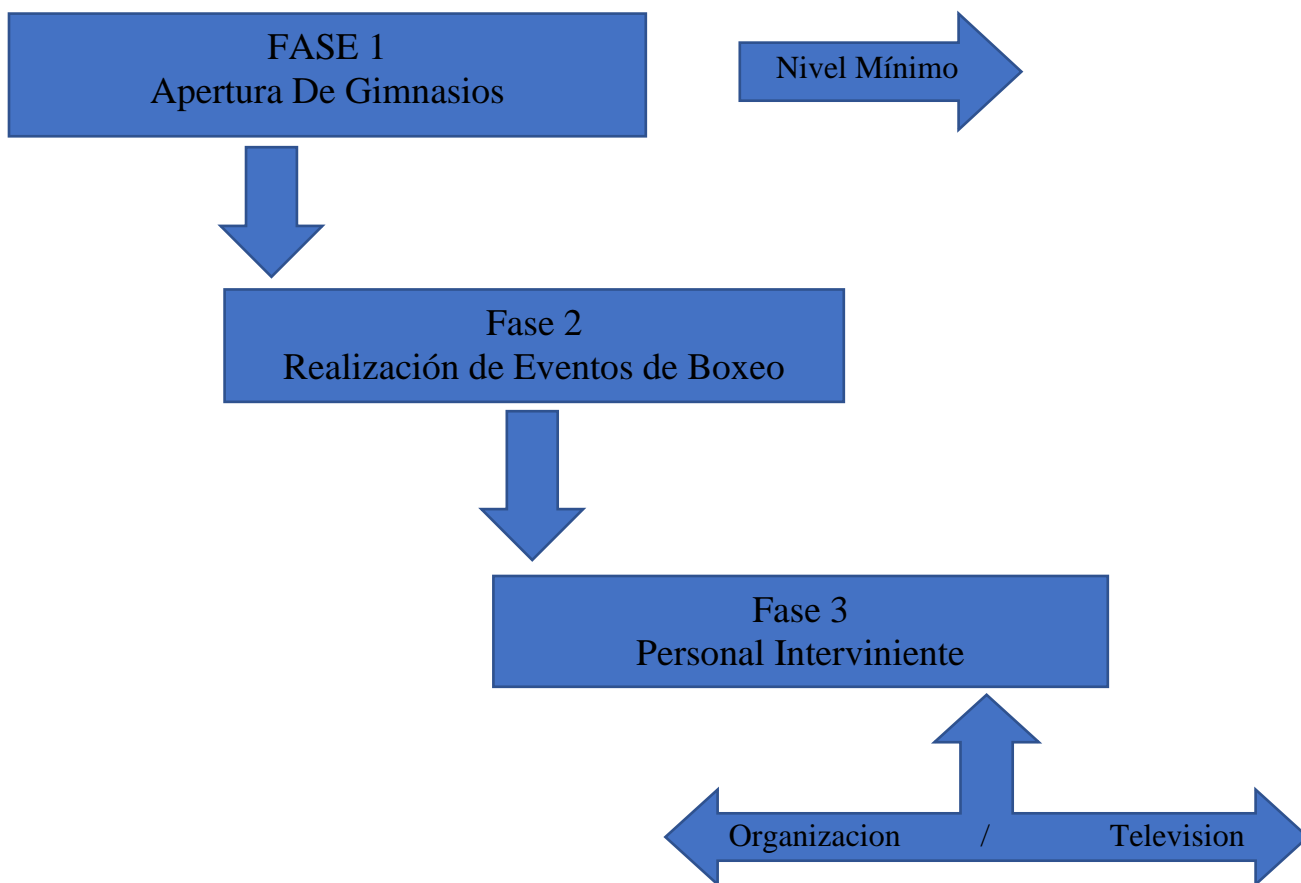 FASE 1
Apertura De Gimnasios
Nivel Mínimo
Fase 2
Realización de Eventos de Boxeo
Fase 3
Personal Interviniente
Organizacion / Television